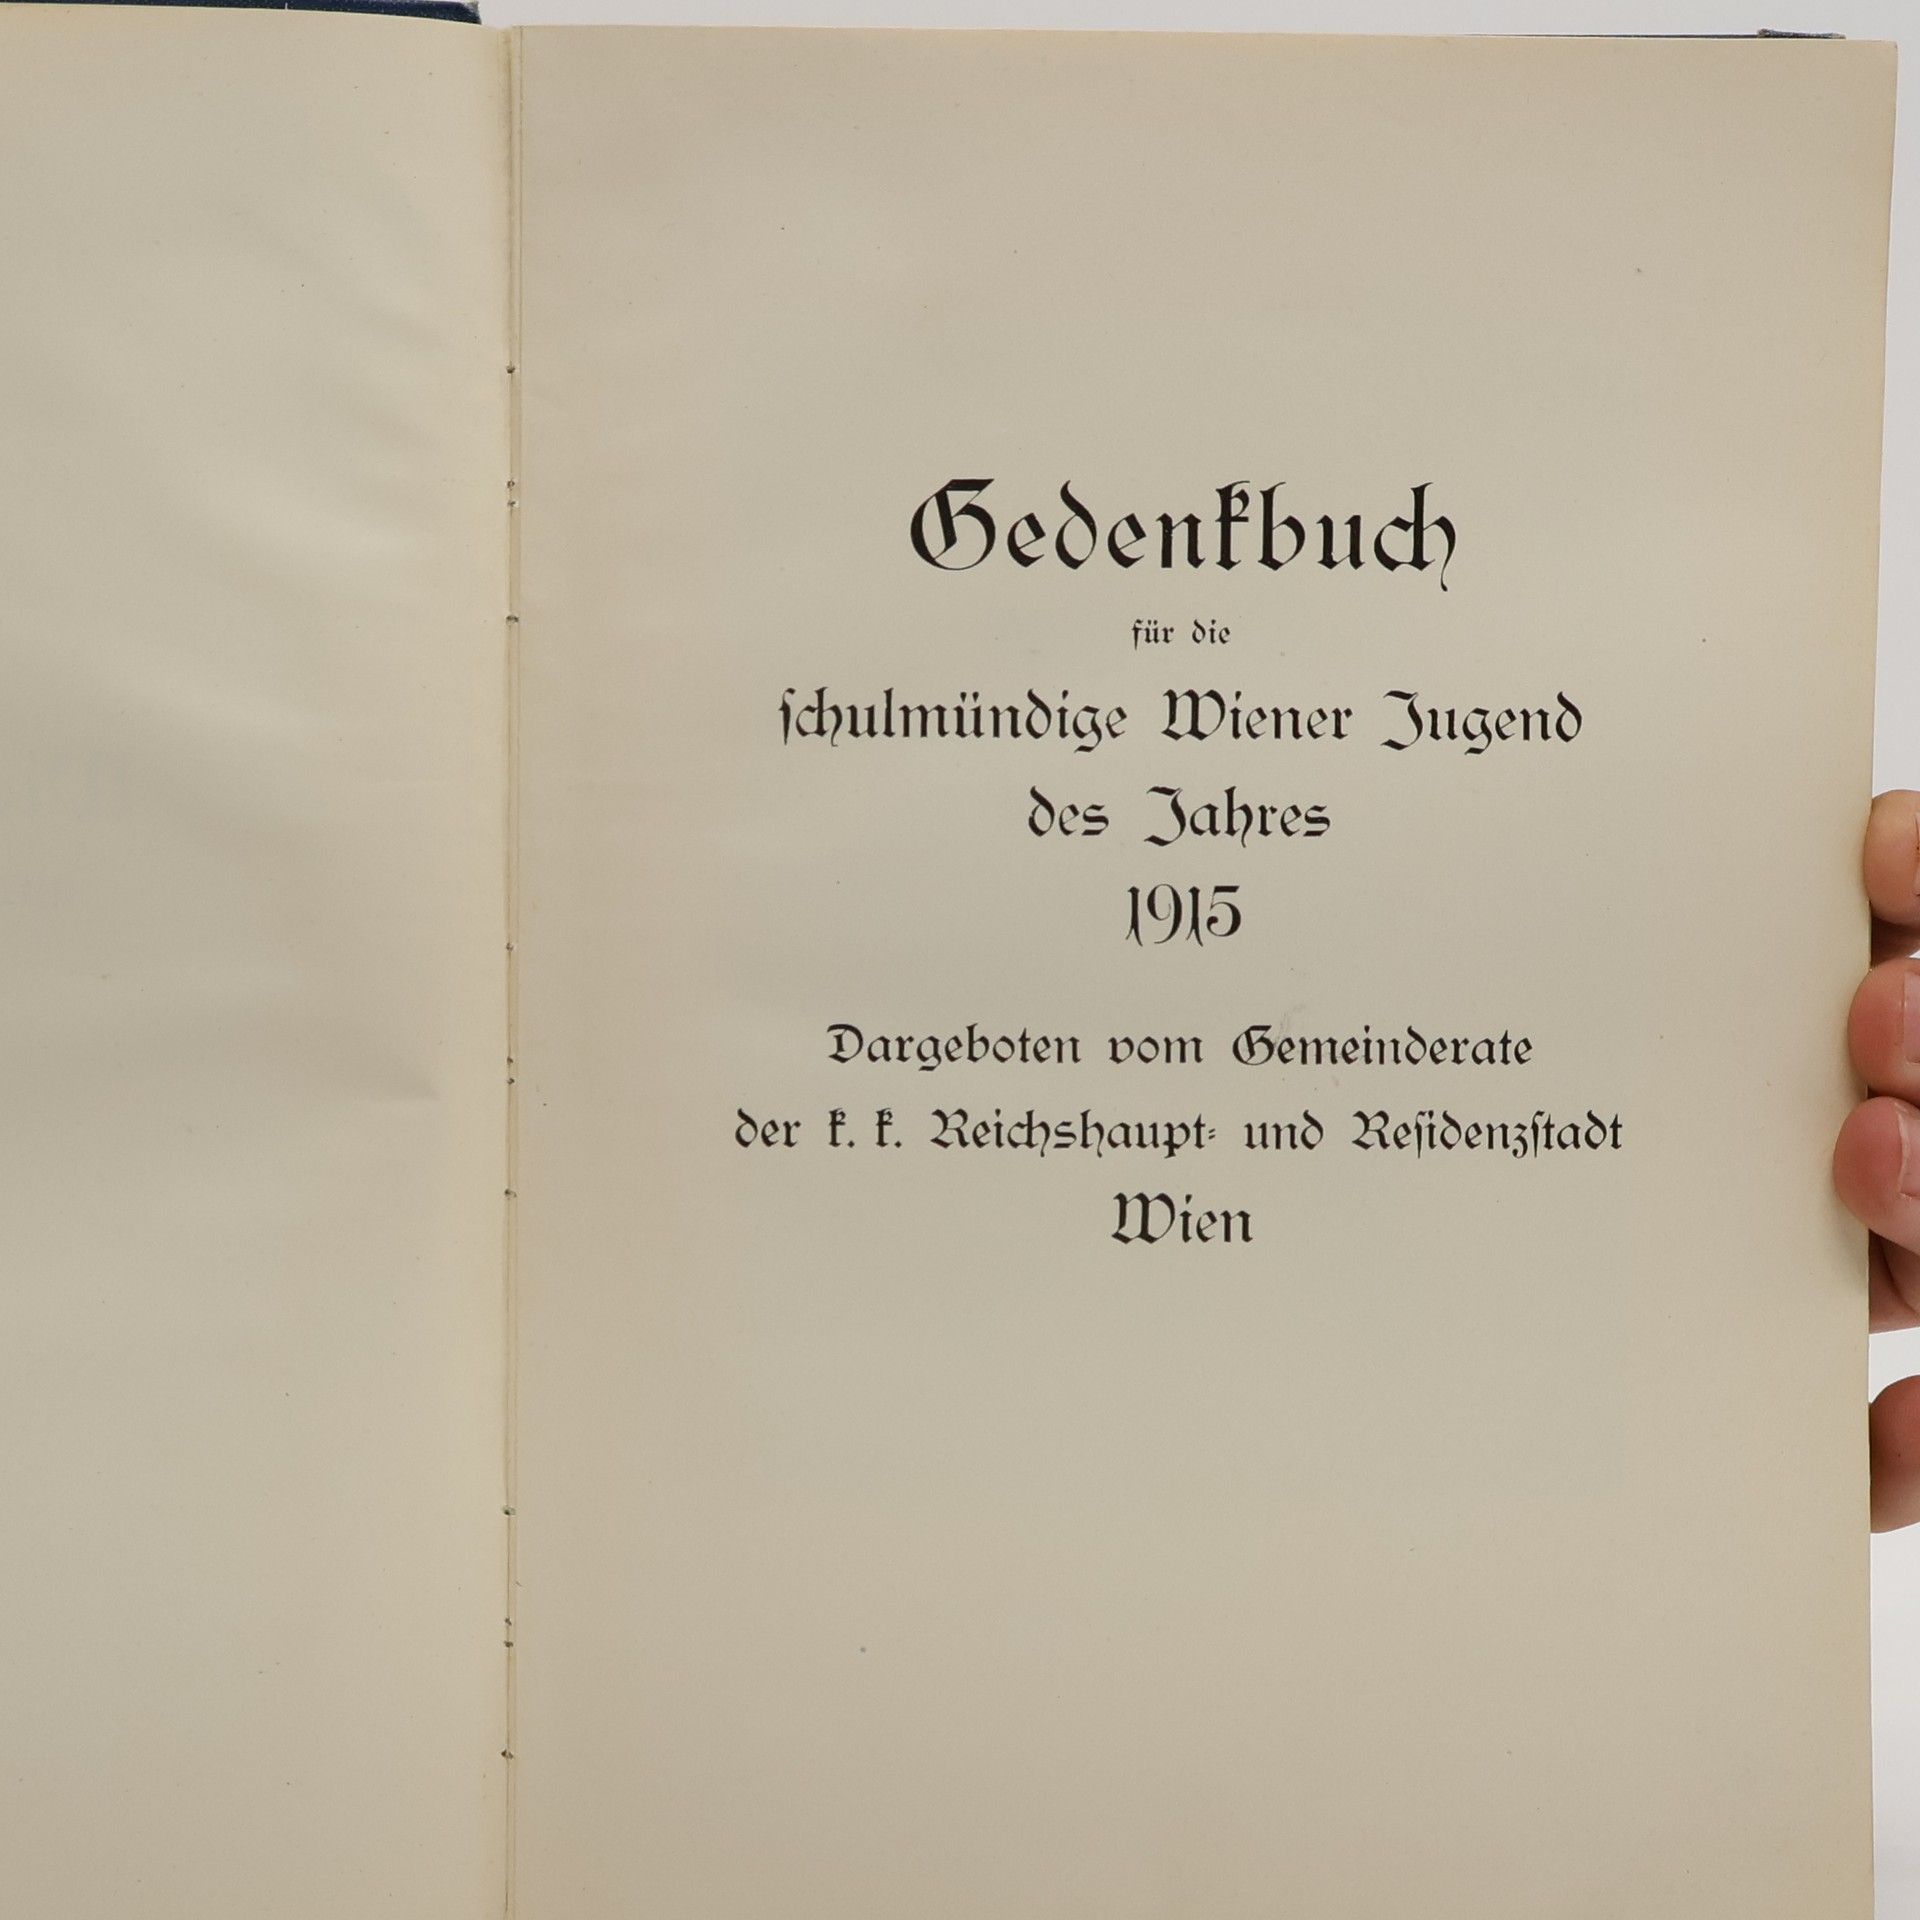 Gedenkbuch
für die
ſchulmündige Wiener Jugend
des Jahres
1915
Dargeboten vom Gemeinderate
der k. k. Reichshaupt- und Reſidenzſtadt
Wien